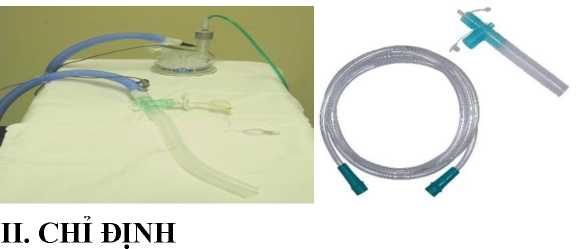 II. CHỈ ĐỊNH